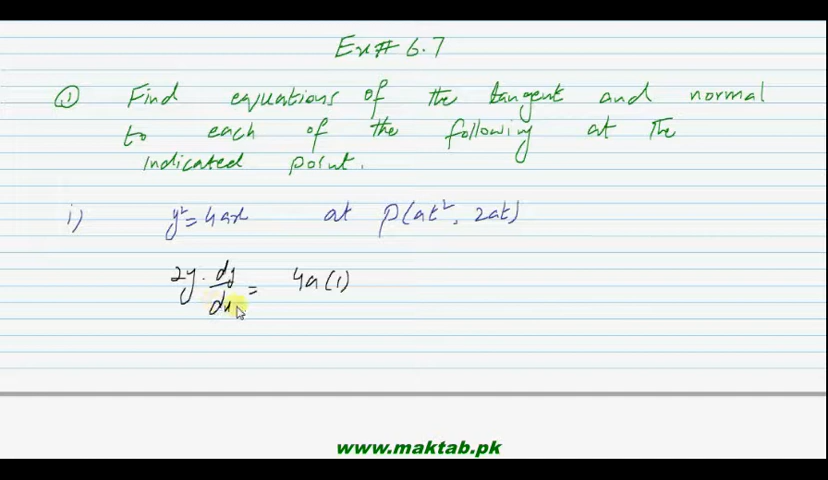 Ex# 6.7
Q1 Find equations of the tangent and normal
to each of the following at the
indicated point.
i) y² = 4ax at P(at², 2at)
2y · dy/dx = 4a(1)
www.maktab.pk